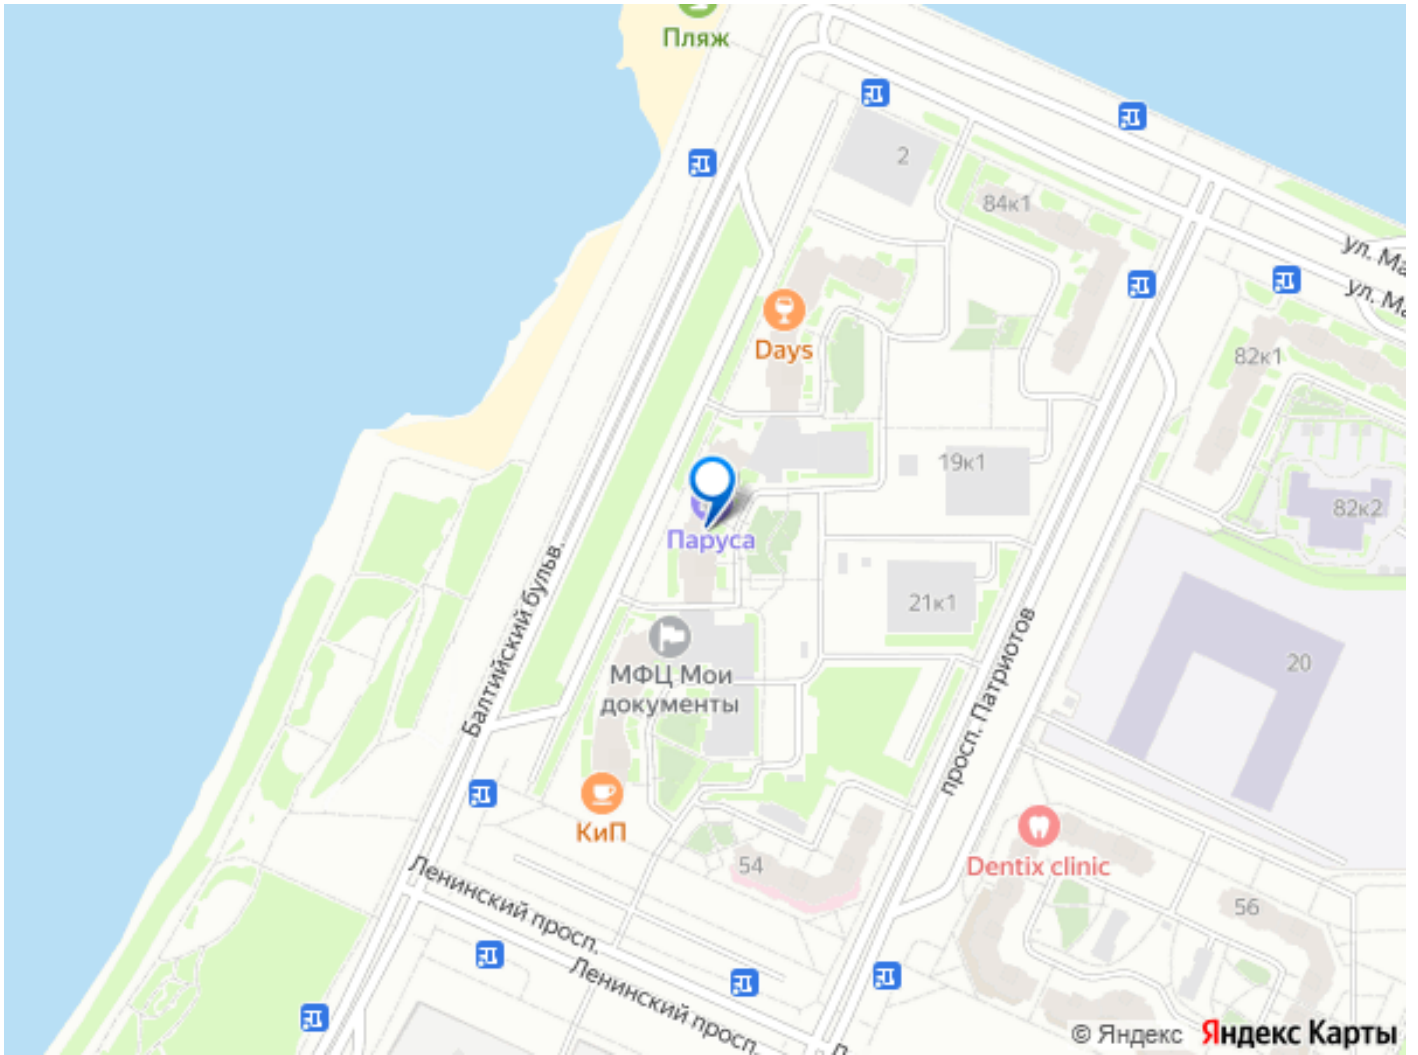 Пляж
2
84к1
ул. Ма
ул. Ма
Days
82к1
19к1
82к2
Паруса
Балтийский бульв.
21к1
просп. Патриотов
20
МФЦ Мои
документы
КиП
54
Dentix clinic
56
Ленинский просп.
Ленинский просп.
© Яндекс Яндекс Карты